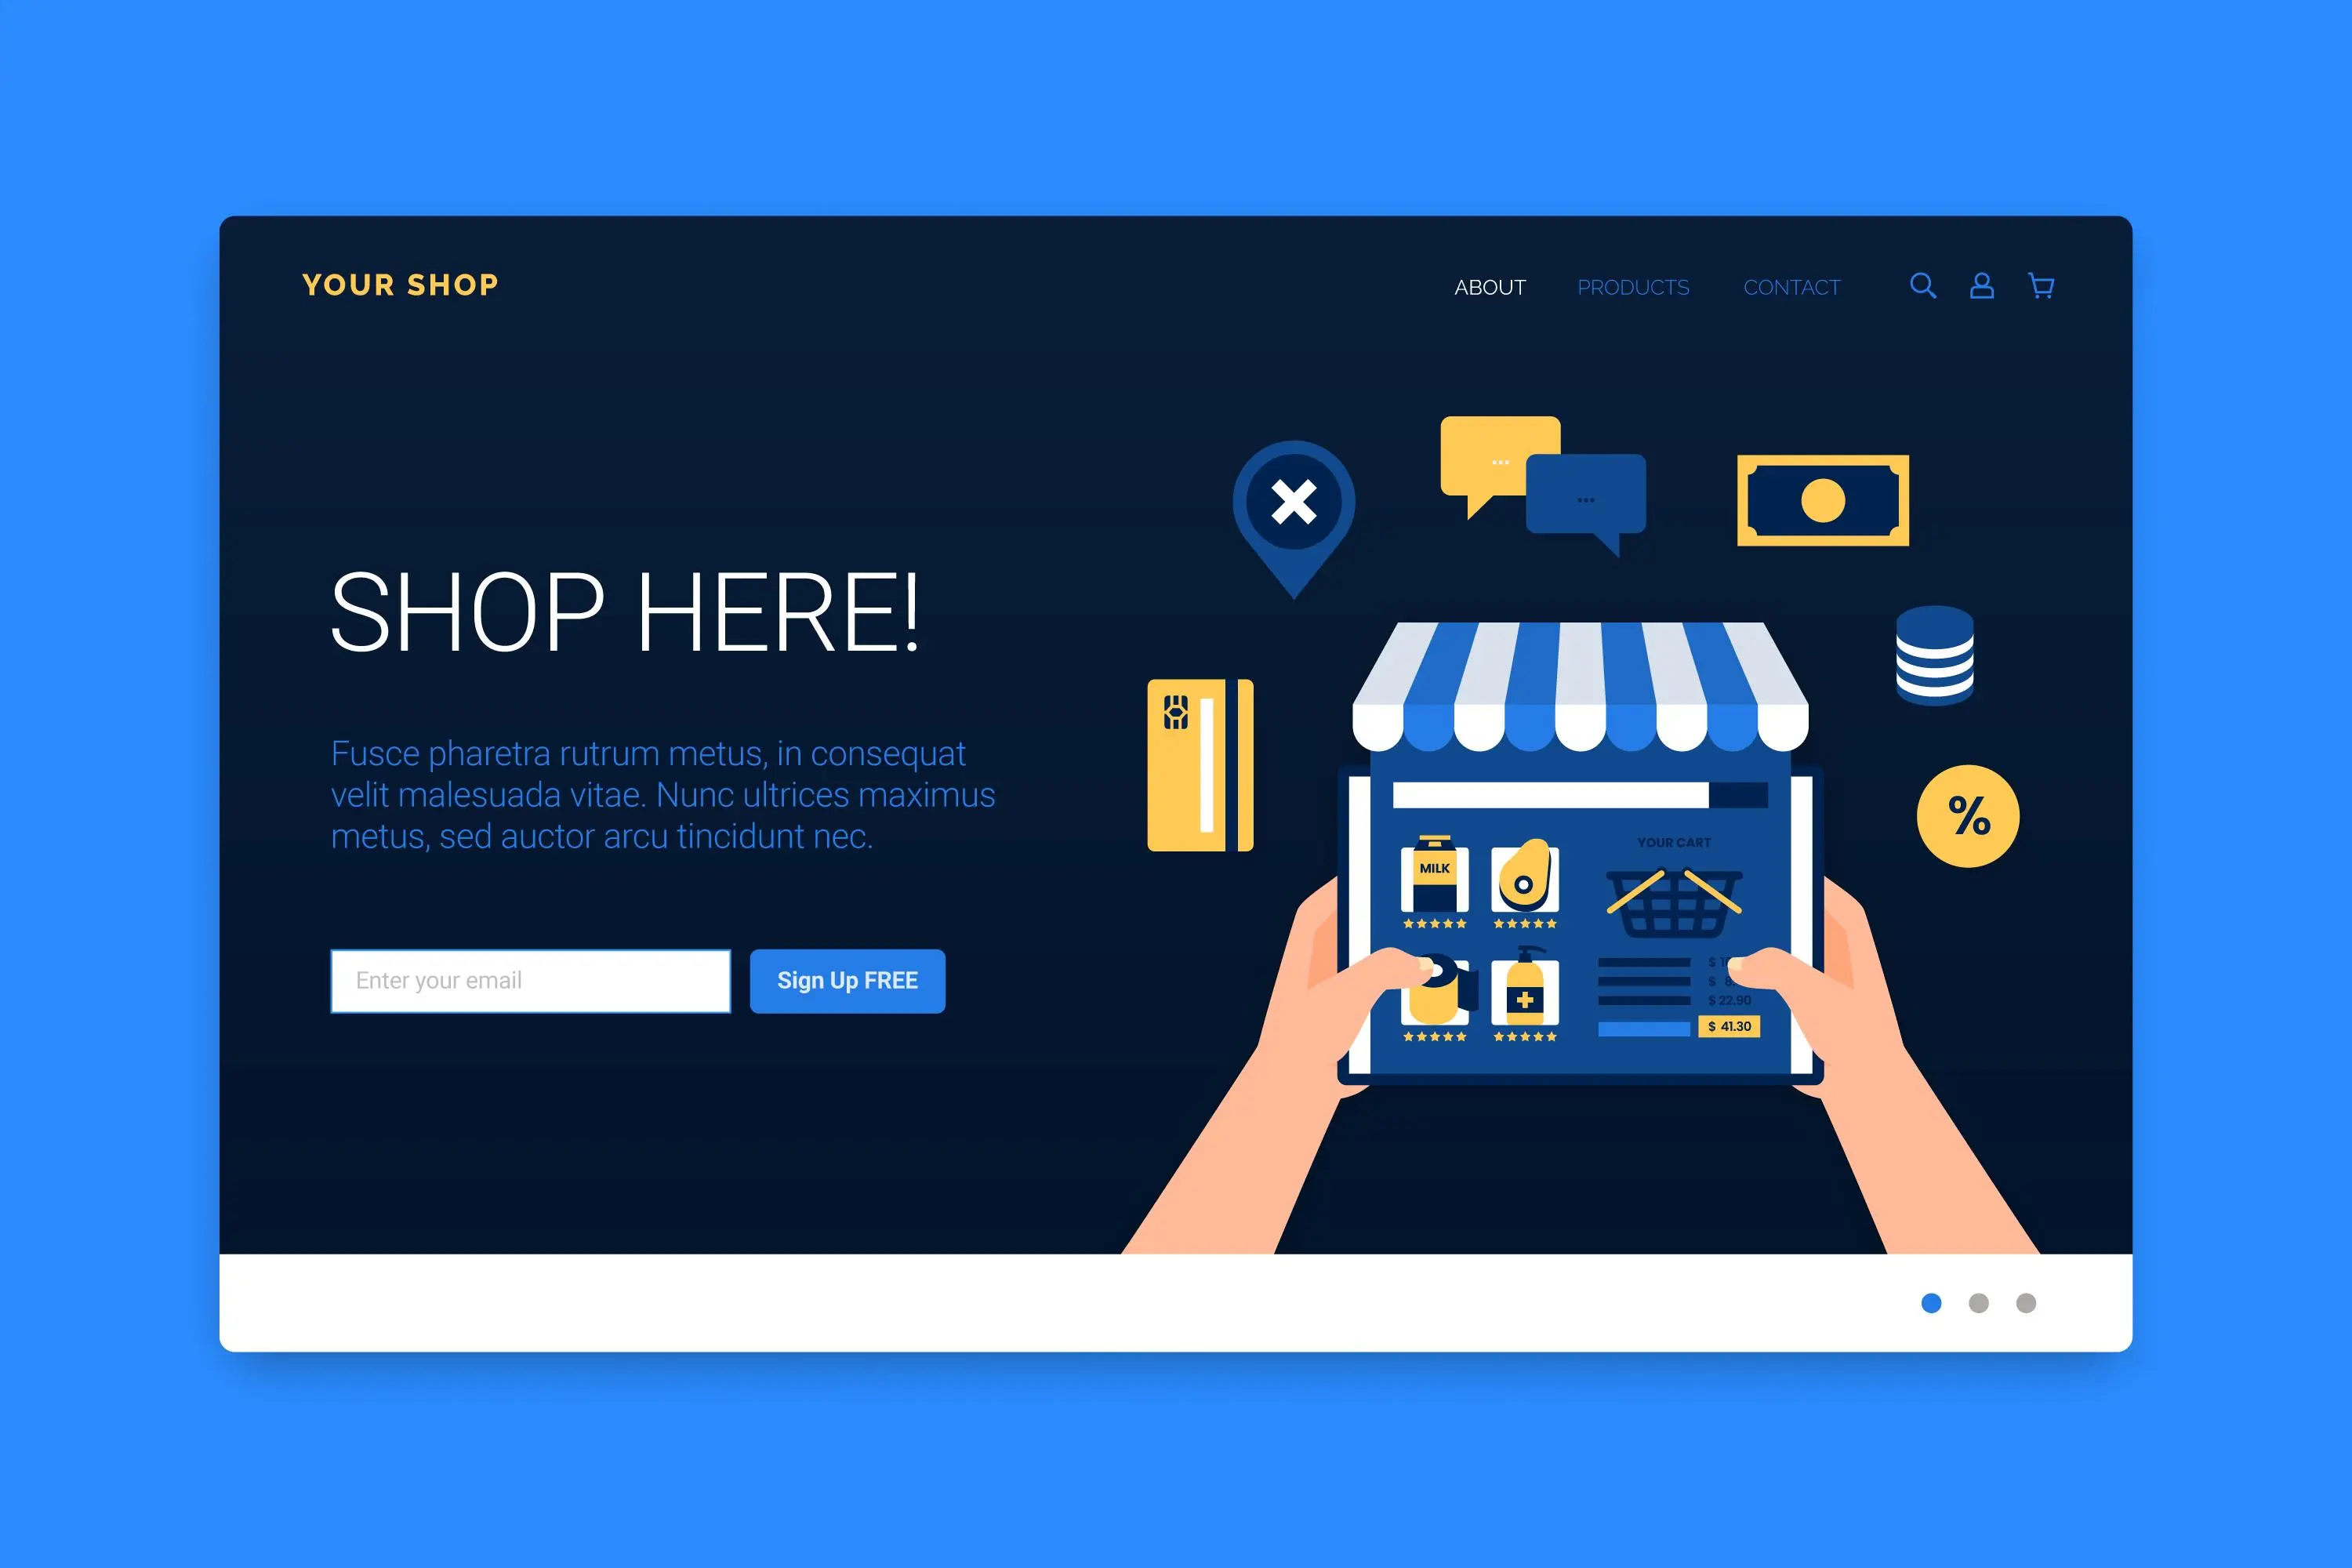 YOUR SHOP
ABOUT PRODUCTS CONTACT
SHOP HERE!
Fusce pharetra rutrum metus, in consequat
velit malesuada vitae. Nunc ultrices maximus
metus, sed auctor arcu tincidunt nec.
Enter your email
Sign Up FREE
%
YOUR CART
MILK
$
$
$ 22.90
$ 41.30